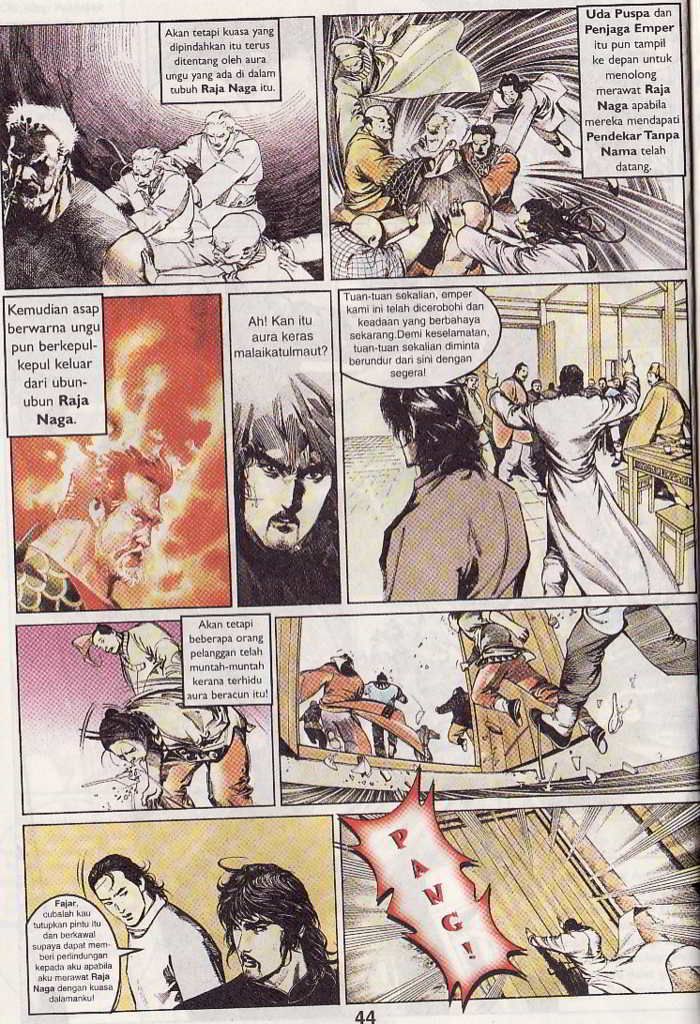 Akan tetapi kuasa yang
dipindahkan itu terus
ditentang oleh aura
ungu yang ada di dalam
tubuh Raja Naga itu.
Uda Puspa dan
Penjaga Emper
itu pun tampil
ke depan untuk
menolong
merawat Raja
Naga apabila
mereka mendapati
Pendekar Tanpa
Nama telah
datang.
Kemudian asap
berwarna ungu
pun berkepul-
kepul keluar
dari ubun-
ubun Raja
Naga.
Ah! Kan itu
aura keras
malaikatulmaut?
Tuan-tuan sekalian, emper
kami ini telah dicerobohi dan
keadaan yang berbahaya
sekarang.Demi keselamatan,
tuan-tuan sekalian diminta
berundur dari sini dengan
segera!
Akan tetapi
beberapa orang
pelanggan telah
muntah-muntah
kerana terhidu
aura beracun itu!
Fajar,
cubalah kau
tutupkan pintu itu
dan berkawal
supaya dapat mem-
beri perlindungan
kepada aku apabila
aku merawat Raja
Naga dengan kuasa
dalamanku!
PANG!
44